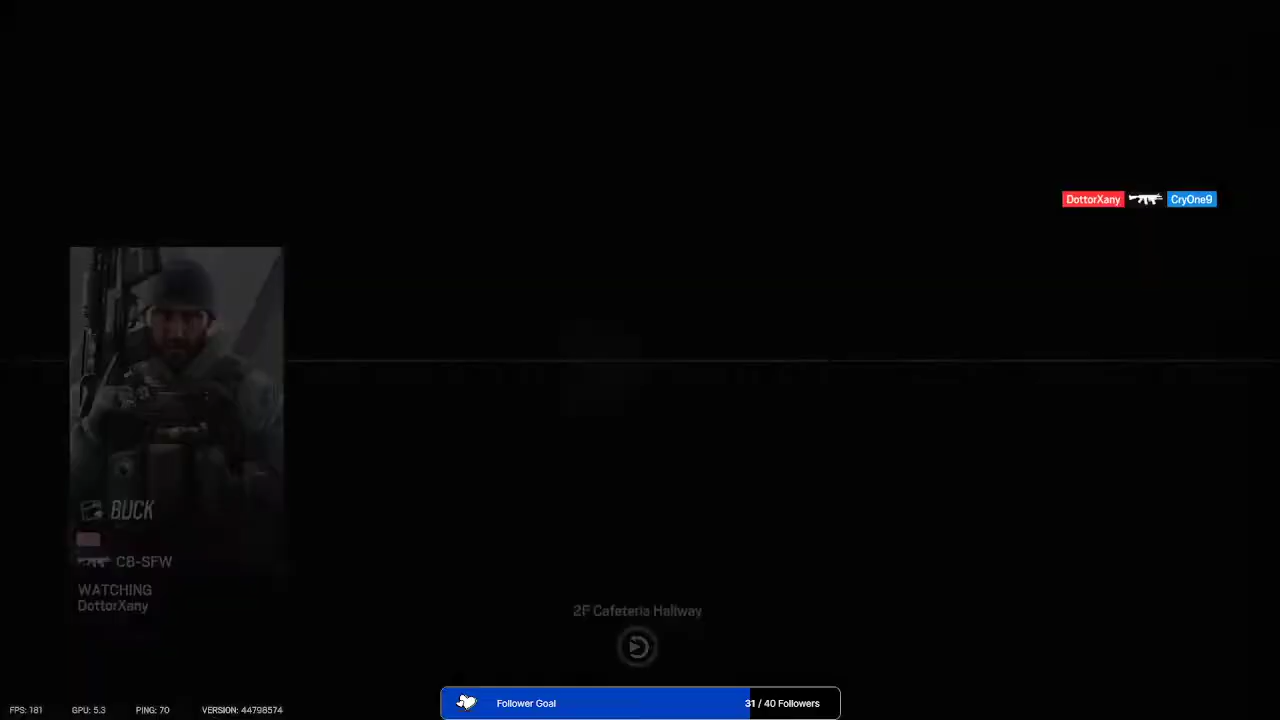 DottorXany CryOne9
BUCK
CB-SFW
WATCHING
DottorXany
2F Cafeteria Hallway
Follower Goal 31 / 40 Followers
FPS: 181 GPU: 5.3 PING: 70 VERSION: 44798574